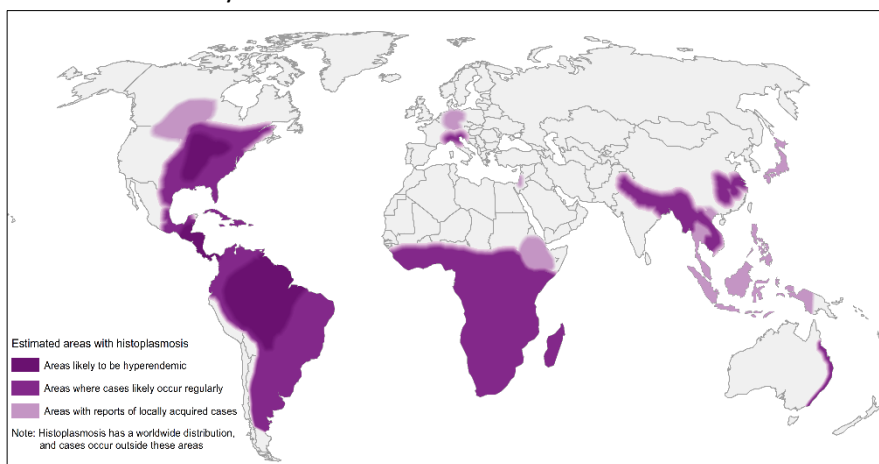 Estimated areas with histoplasmosis
Areas likely to be hyperendemic
Areas where cases likely occur regularly
Areas with reports of locally acquired cases
Note: Histoplasmosis has a worldwide distribution,
and cases occur outside these areas